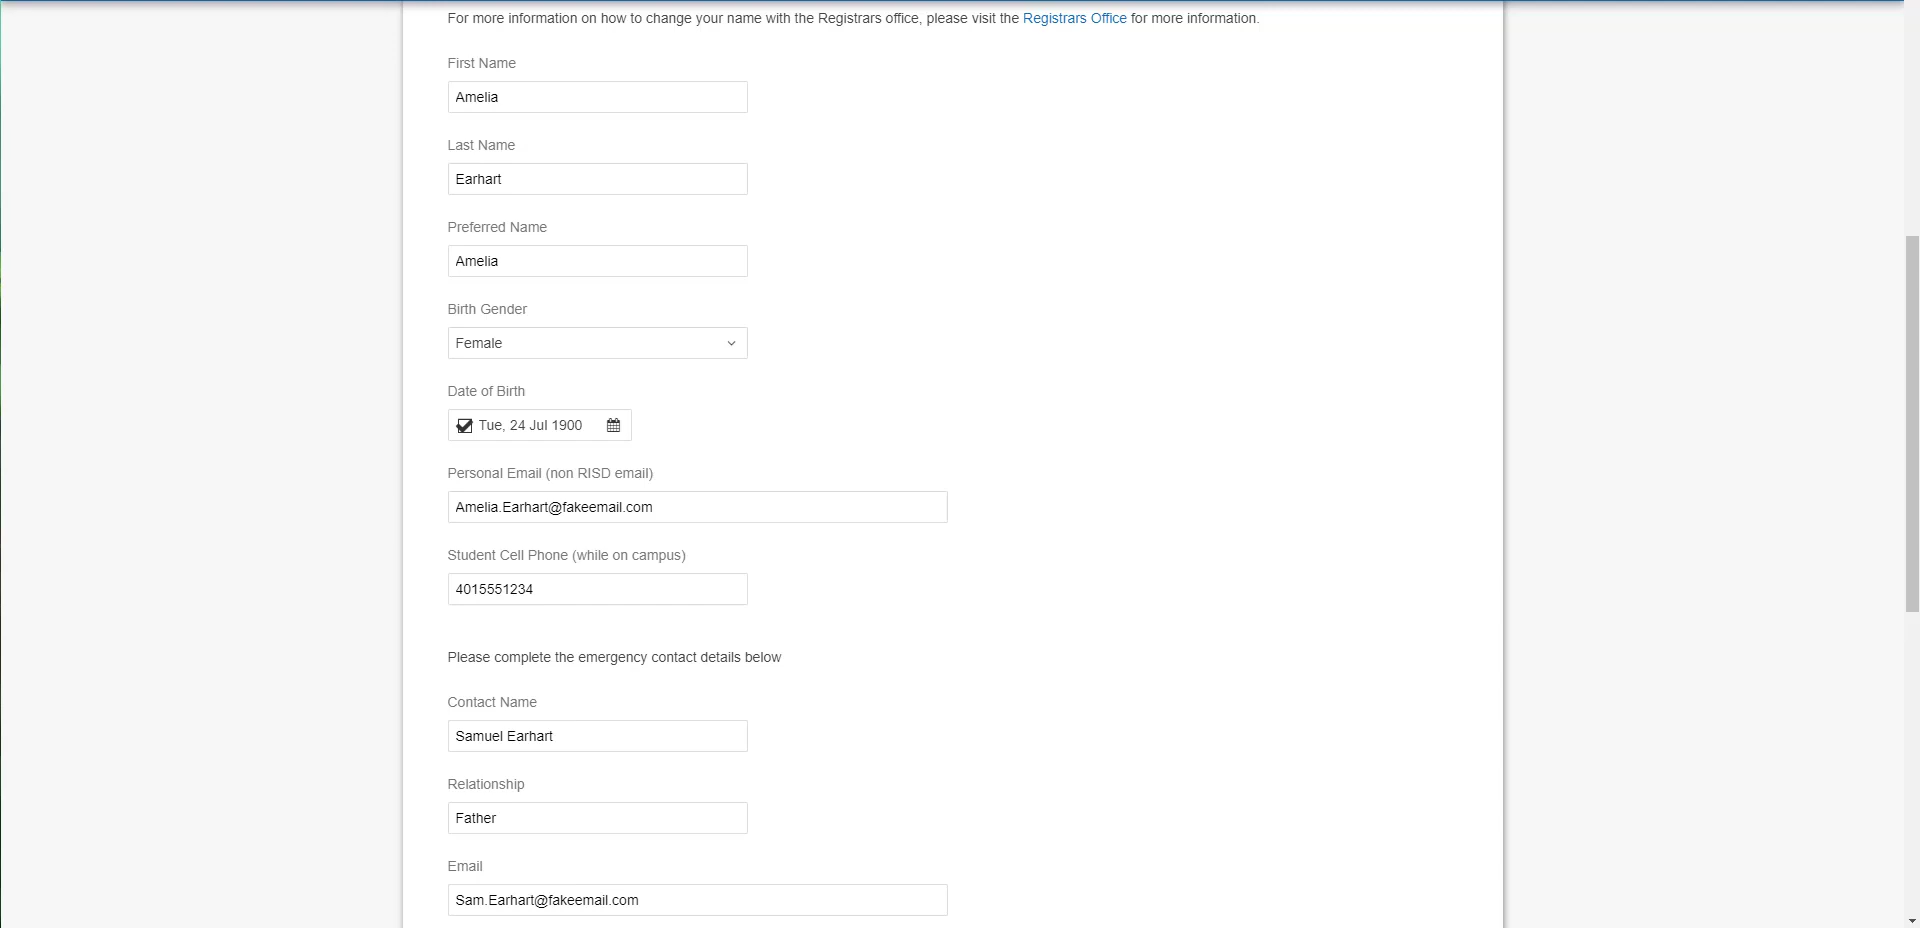 For more information on how to change your name with the Registrars office, please visit the Registrars Office for more information.
First Name
Amelia
Last Name
Earhart
Preferred Name
Amelia
Birth Gender
Female
Date of Birth
Tue, 24 Jul 1900
Personal Email (non RISD email)
Amelia.Earhart@fakeemail.com
Student Cell Phone (while on campus)
4015551234
Please complete the emergency contact details below
Contact Name
Samuel Earhart
Relationship
Father
Email
Sam.Earhart@fakeemail.com